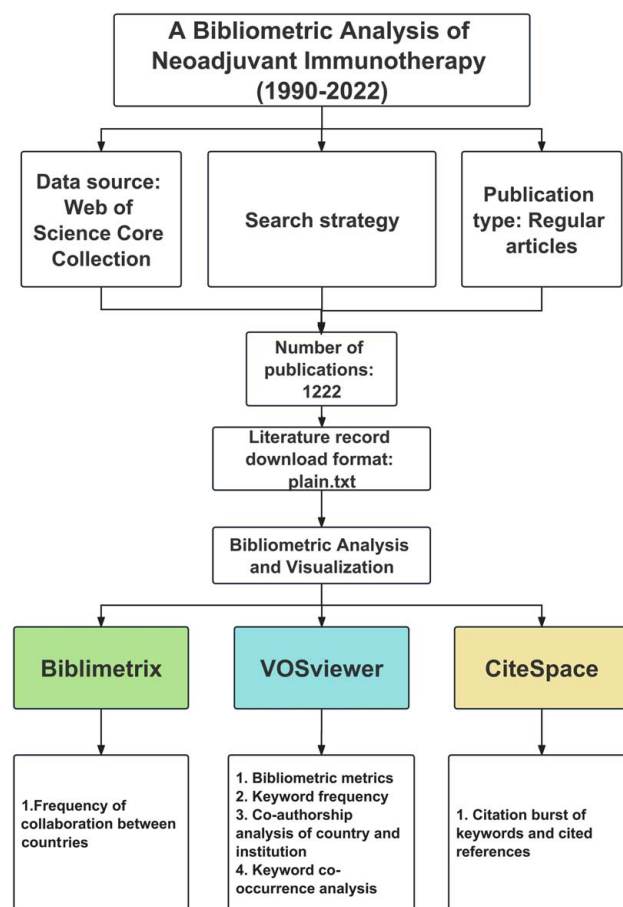 A Bibliometric Analysis of
Neoadjuvant Immunotherapy
(1990-2022)
Data source:
Web of
Science Core
Collection
Search strategy
Publication
type: Regular
articles
Number of
publications:
1222
Literature record
download format:
plain.txt
Bibliometric Analysis
and Visualization
Biblimetrix
VOSviewer
CiteSpace
1.Frequency of
collaboration between
countries
1. Bibliometric metrics
2. Keyword frequency
3. Co-authorship
analysis of country and
institution
4. Keyword co-
occurrence analysis
1. Citation burst of
keywords and cited
references